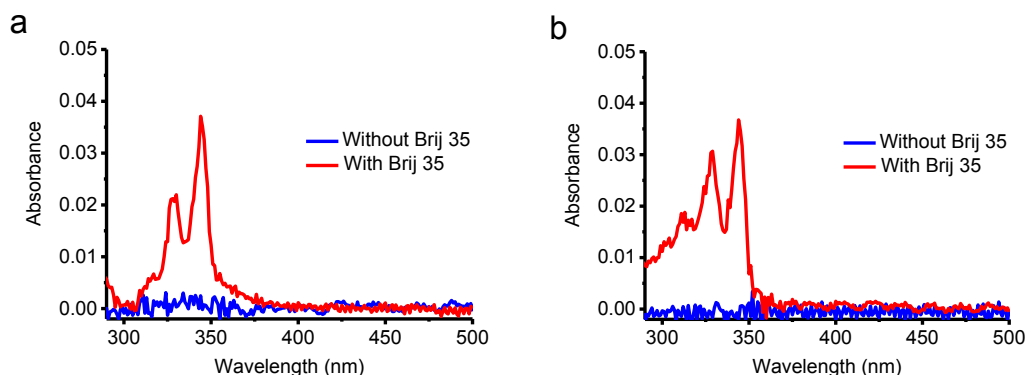 a
0.05
0.04
0.03
0.02
0.01
0.00
Absorbance
Without Brij 35
With Brij 35
300 350 400 450 500
Wavelength (nm)
b
0.05
0.04
0.03
0.02
0.01
0.00
Absorbance
Without Brij 35
With Brij 35
300 350 400 450 500
Wavelength (nm)